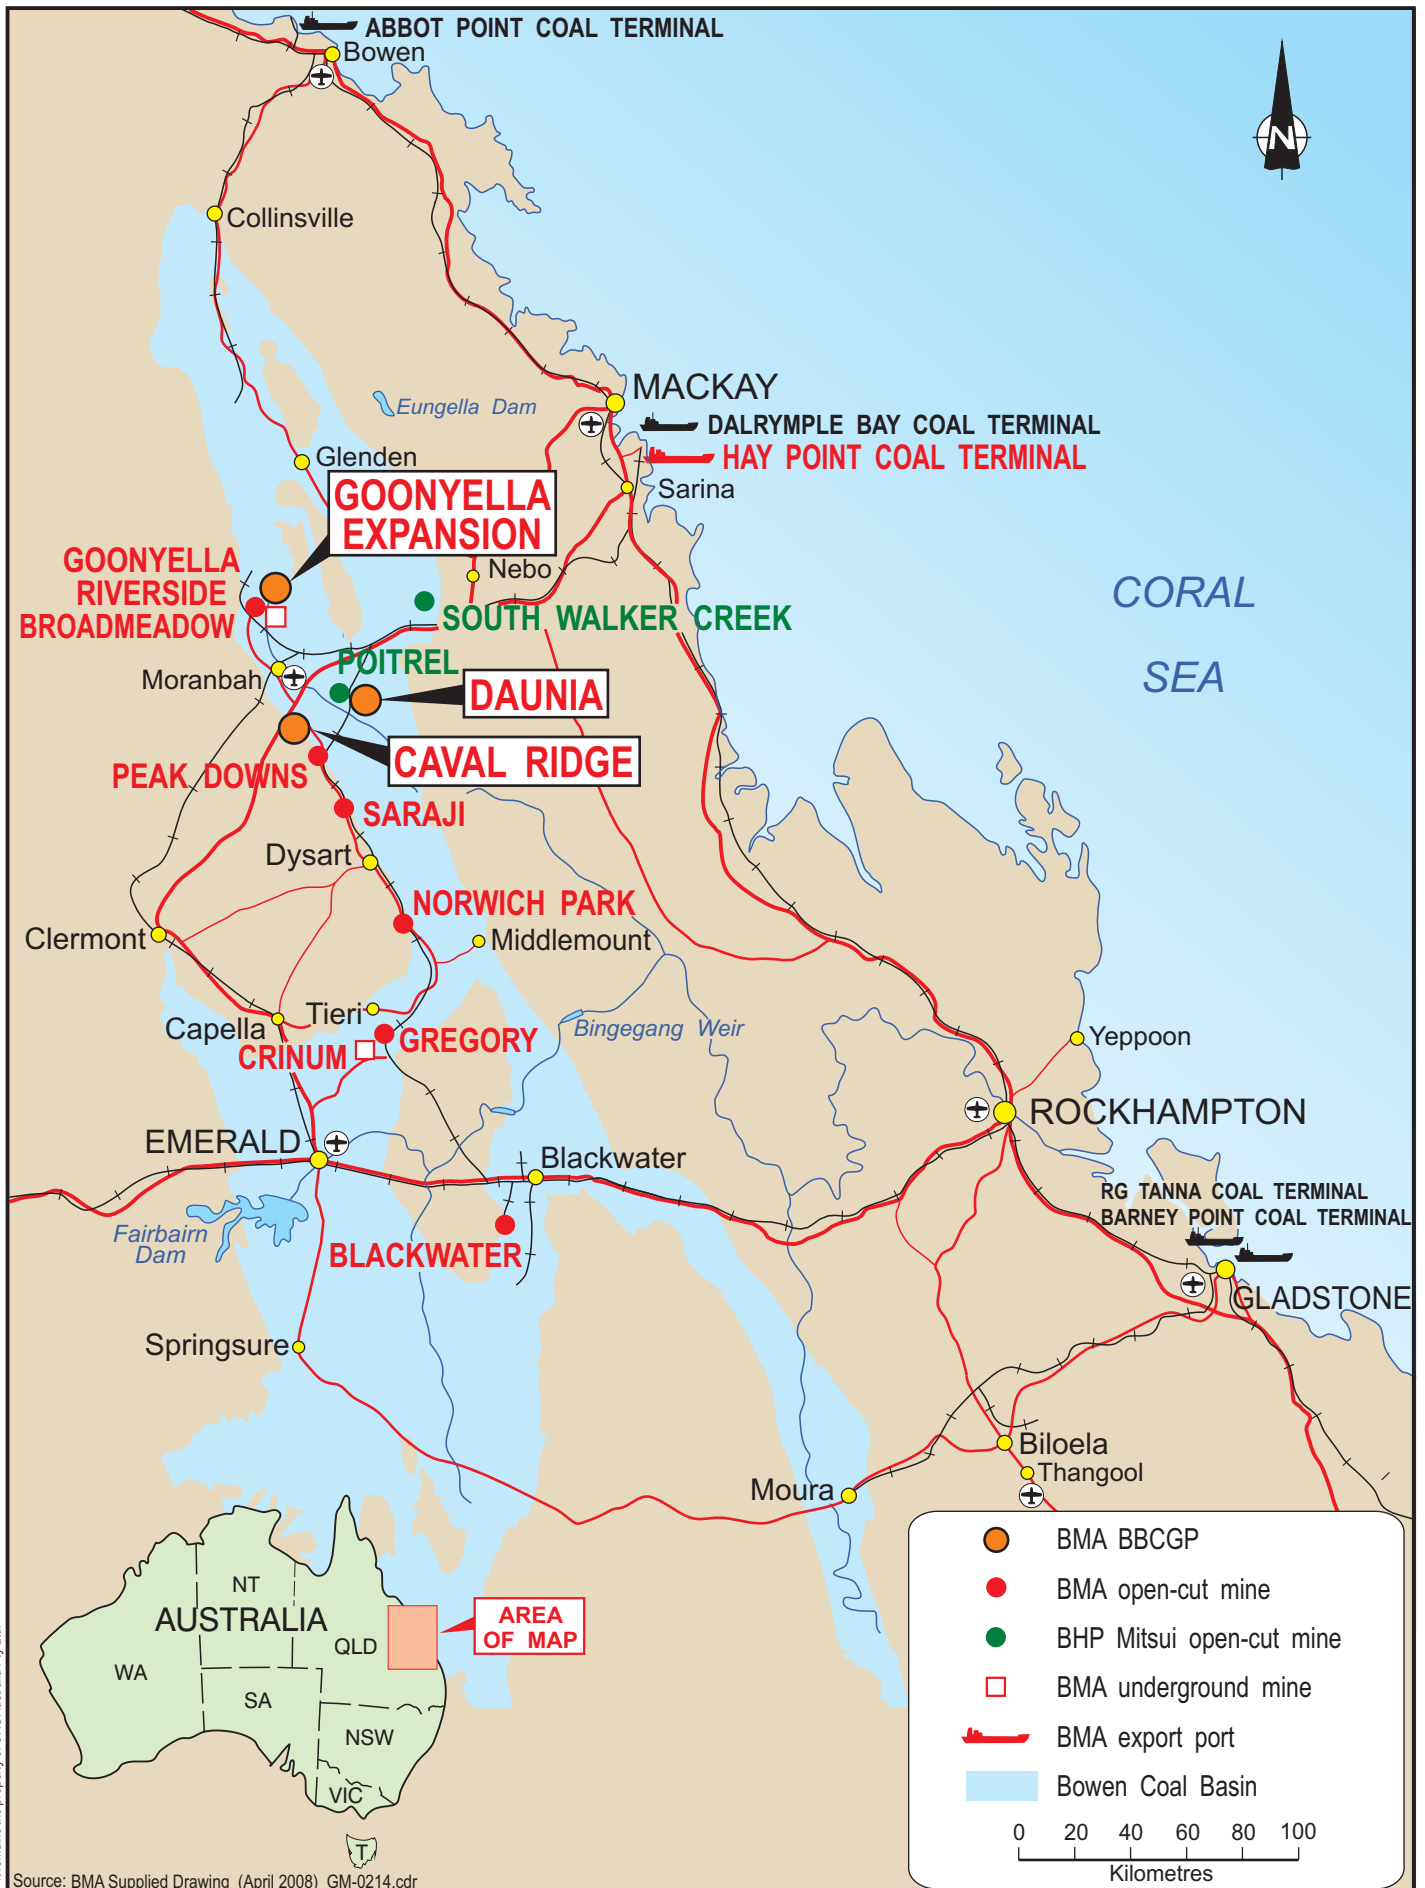 ABBOT POINT COAL TERMINAL
Bowen
N
Collinsville
MACKAY
Eungella Dam
DALRYMPLE BAY COAL TERMINAL
HAY POINT COAL TERMINAL
Glenden
Sarina
GOONYELLA
EXPANSION
GOONYELLA
RIVERSIDE
BROADMEADOW
Nebo
CORAL
SEA
SOUTH WALKER CREEK
POITREL
Moranbah
DAUNIA
CAVAL RIDGE
PEAK DOWNS
SARAJI
Dysart
NORWICH PARK
Clermont
Middlemount
Tieri
Capella
Bingegang Weir
Yeppoon
GREGORY
CRINUM
ROCKHAMPTON
EMERALD
Blackwater
RG TANNA COAL TERMINAL
BARNEY POINT COAL TERMINAL
Fairbairn
Dam
BLACKWATER
GLADSTONE
Springsure
Biloela
Thangool
Moura
BMA BBCGP
BMA open-cut mine
BHP Mitsui open-cut mine
BMA underground mine
BMA export port
Bowen Coal Basin
0 20 40 60 80 100
Kilometres
NT
AUSTRALIA
QLD
WA
SA
NSW
VIC
T
AREA
OF MAP
Source: BMA Supplied Drawing (April 2008) GM-0214.cdr